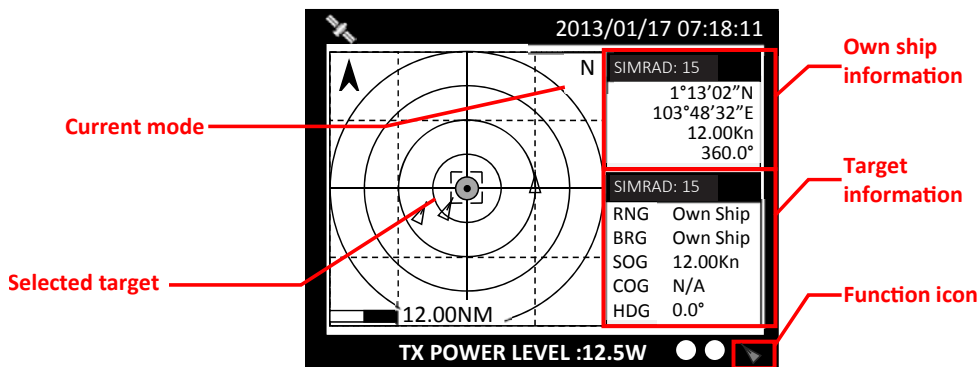 2013/01/17 07:18:11
Own ship
information
N
SIMRAD: 15
1°13’02”N
103°48’32”E
12.00Kn
360.0°
Current mode
Target
information
SIMRAD: 15
RNG Own Ship
BRG Own Ship
SOG 12.00Kn
COG N/A
HDG 0.0°
Selected target
Function icon
12.00NM
TX POWER LEVEL :12.5W